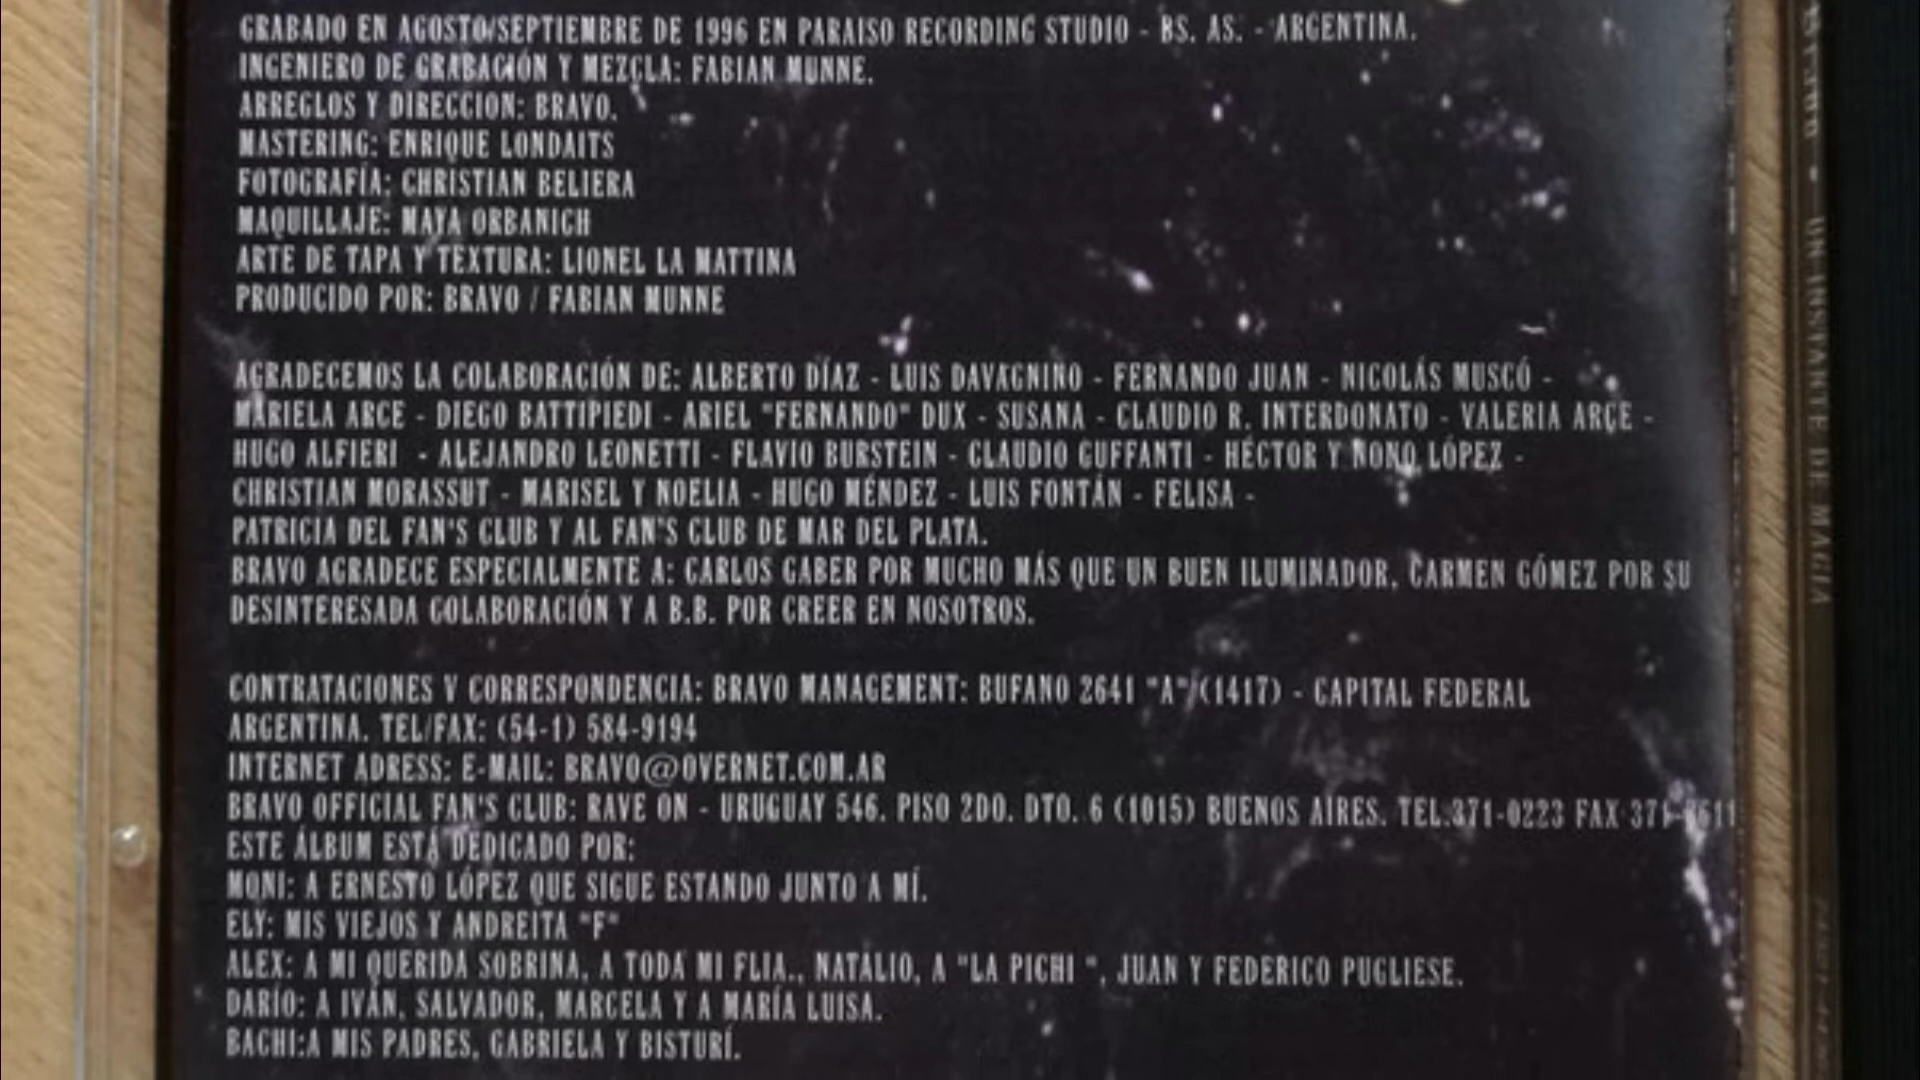 GRABADO EN AGOSTO/SEPTIEMBRE DE 1996 EN PARAISO RECORDING STUDIO - BS. AS. - ARGENTINA.
INGENIERO DE GRABACIÓN Y MEZCLA: FABIAN MUNNE.
ARREGLOS Y DIRECCION: BRAVO.
MASTERING: ENRIQUE LONDAITS
FOTOGRAFÍA: CHRISTIAN BELIERA
MAQUILLAJE: MAYA ORBANICH
ARTE DE TAPA Y TEXTURA: LIONEL LA MATTINA
PRODUCIDO POR: BRAVO / FABIAN MUNNE
AGRADECEMOS LA COLABORACIÓN DE: ALBERTO DÍAZ - LUIS DAVAGNINO - FERNANDO JUAN - NICOLÁS MUSCÓ -
MARIELA ARCE - DIEGO BATTIPIEDI - ARIEL "FERNANDO" DUX - SUSANA - CLAUDIO R. INTERDONATO - VALERIA ARCE -
HUGO ALFIERI - ALEJANDRO LEONETTI - FLAVIO BURSTEIN - CLAUDIO GUFFANTI - HÉCTOR Y NONO LÓPEZ -
CHRISTIAN MORASSUT - MARISEL Y NOELIA - HUGO MÉNDEZ - LUIS FONTÁN - FELISA -
PATRICIA DEL FAN'S CLUB Y AL FAN'S CLUB DE MAR DEL PLATA.
BRAVO AGRADECE ESPECIALMENTE A: CARLOS GABER POR MUCHO MÁS QUE UN BUEN ILUMINADOR, CARMEN GÓMEZ POR SU
DESINTERESADA COLABORACIÓN Y A B.B. POR CREER EN NOSOTROS.
CONTRATACIONES Y CORRESPONDENCIA: BRAVO MANAGEMENT: BUFANO 2641 "A" (1417) - CAPITAL FEDERAL
ARGENTINA. TEL/FAX: (54-1) 584-9194
INTERNET ADRESS: E-MAIL: BRAVO@OVERNET.COM.AR
BRAVO OFFICIAL FAN'S CLUB: RAVE ON - URUGUAY 546. PISO 2DO. DTO. 6 (1015) BUENOS AIRES. TEL.371-0223 FAX
ESTE ÁLBUM ESTÁ DEDICADO POR:
MONI: A ERNESTO LÓPEZ QUE SIGUE ESTANDO JUNTO A MÍ.
ELY: MIS VIEJOS Y ANDREITA "F"
ALEX: A MI QUERIDA SOBRINA, A TODA MI FLIA., NATALIO, A "LA PICHI ", JUAN Y FEDERICO PUGLIESE.
DARÍO: A IVÁN, SALVADOR, MARCELA Y A MARÍA LUISA.
BACHI:A MIS PADRES, GABRIELA Y BISTURÍ.
Bravo - UN INSTANTE DE MAGIA